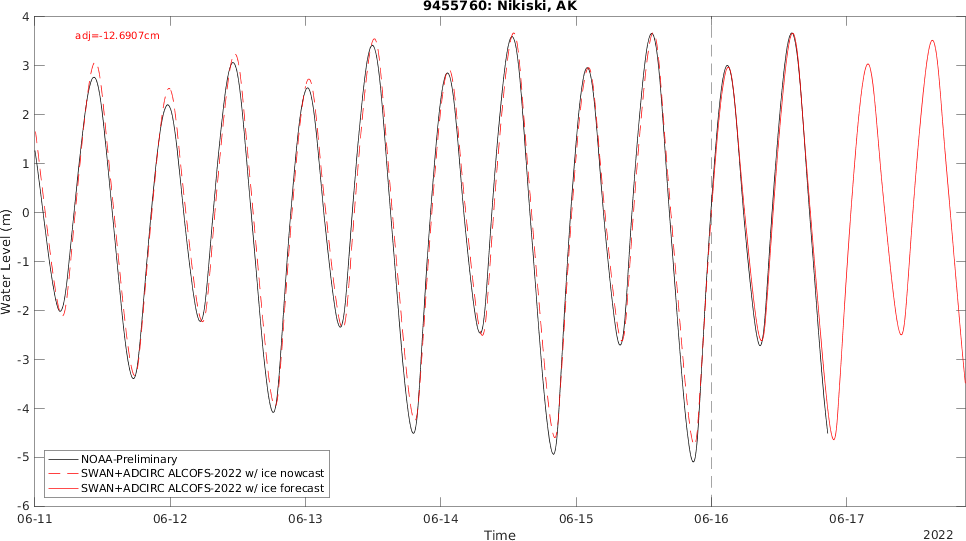 9455760: Nikiski, AK
adj=-12.6907cm
4
3
2
1
0
-1
-2
-3
-4
-5
-6
Water Level (m)
NOAA-Preliminary
SWAN+ADCIRC ALCOFS-2022 w/ ice nowcast
SWAN+ADCIRC ALCOFS-2022 w/ ice forecast
06-11 06-12 06-13 06-14 06-15 06-16 06-17
Time
2022